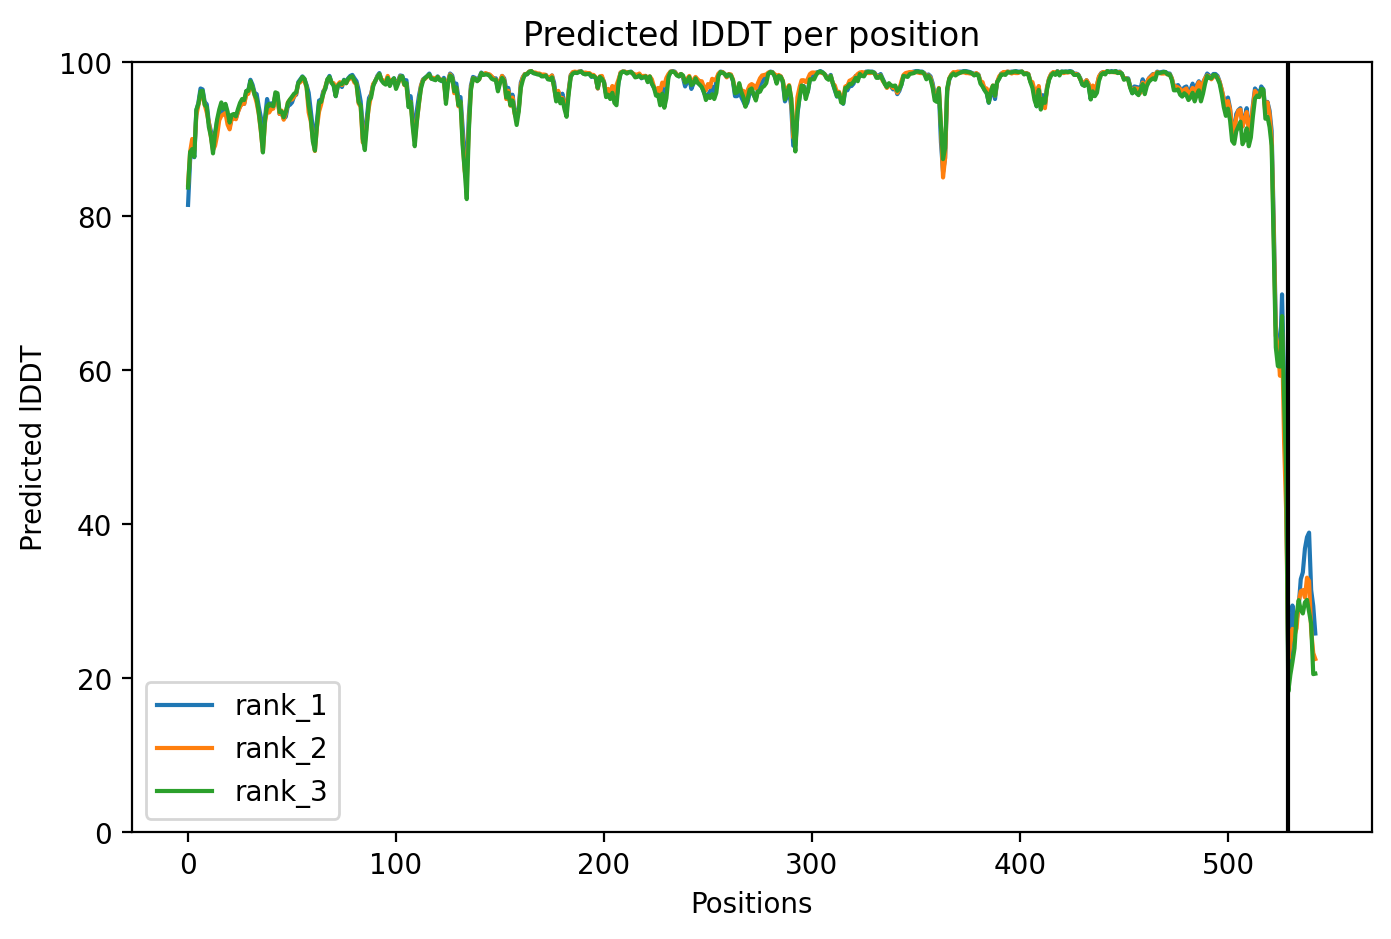 Predicted lDDT per position
100
80
60
40
20
0
Predicted lDDT
rank_1
rank_2
rank_3
0 100 200 300 400 500
Positions